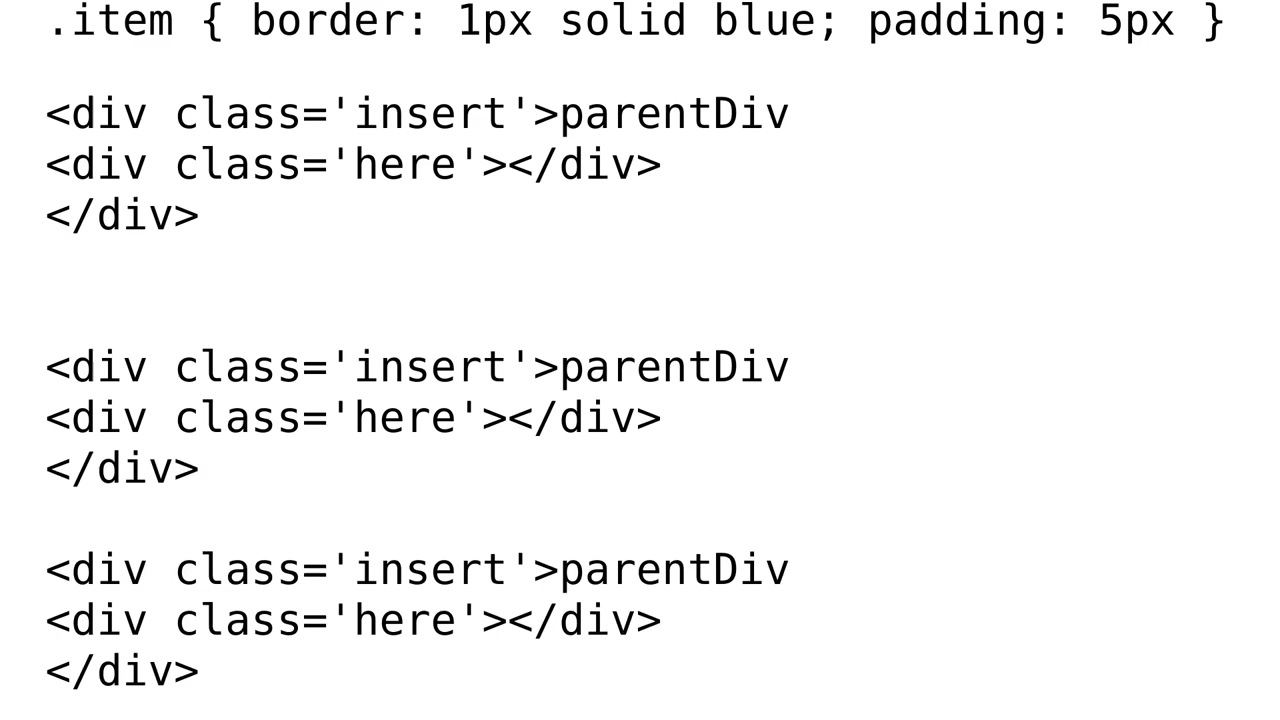 .item { border: 1px solid blue; padding: 5px }
<div class='insert'>parentDiv
<div class='here'></div>
</div>
<div class='insert'>parentDiv
<div class='here'></div>
</div>
<div class='insert'>parentDiv
<div class='here'></div>
</div>